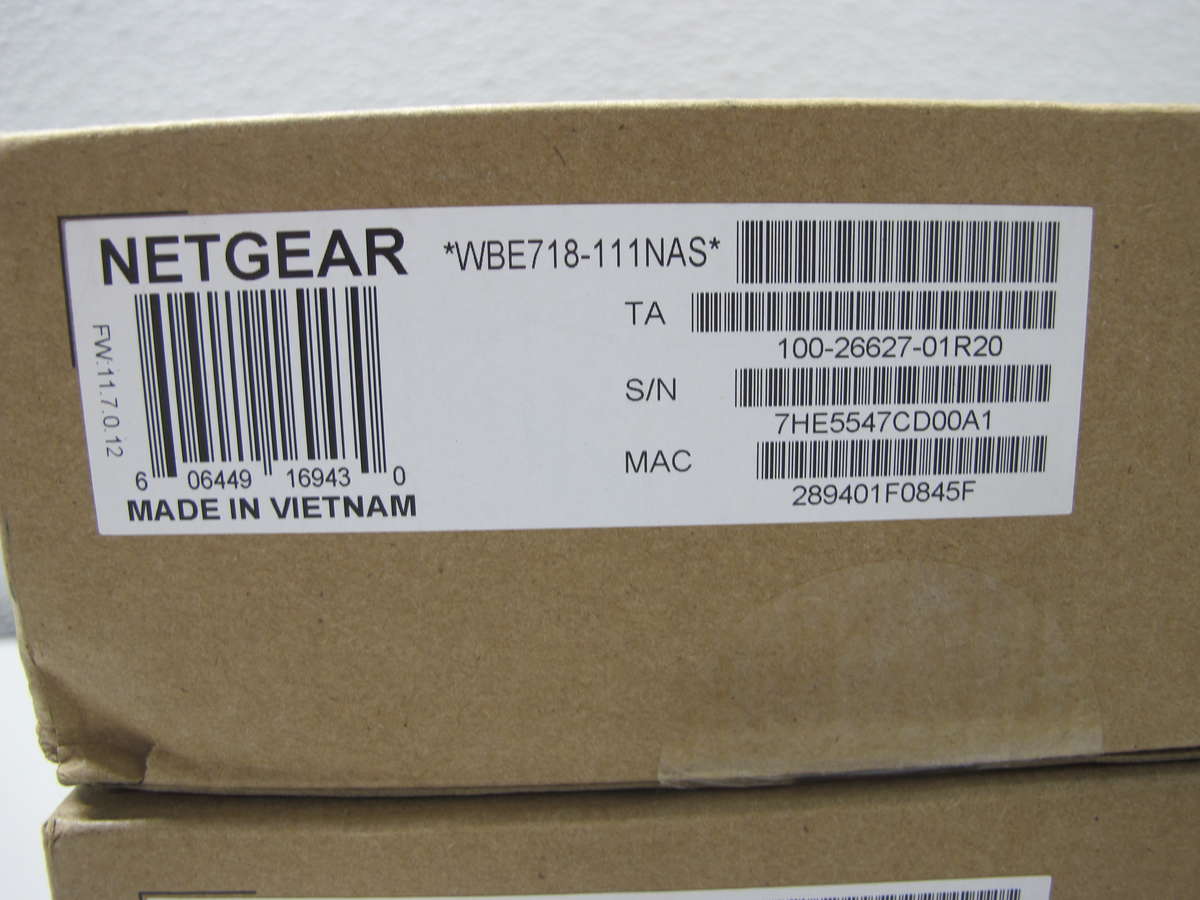 NETGEAR
*WBE718-111NAS*
FW:11.7.0.12
6 06449 16943 0
MADE IN VIETNAM
TA
100-26627-01R20
S/N
7HE5547CD00A1
MAC
289401F0845F